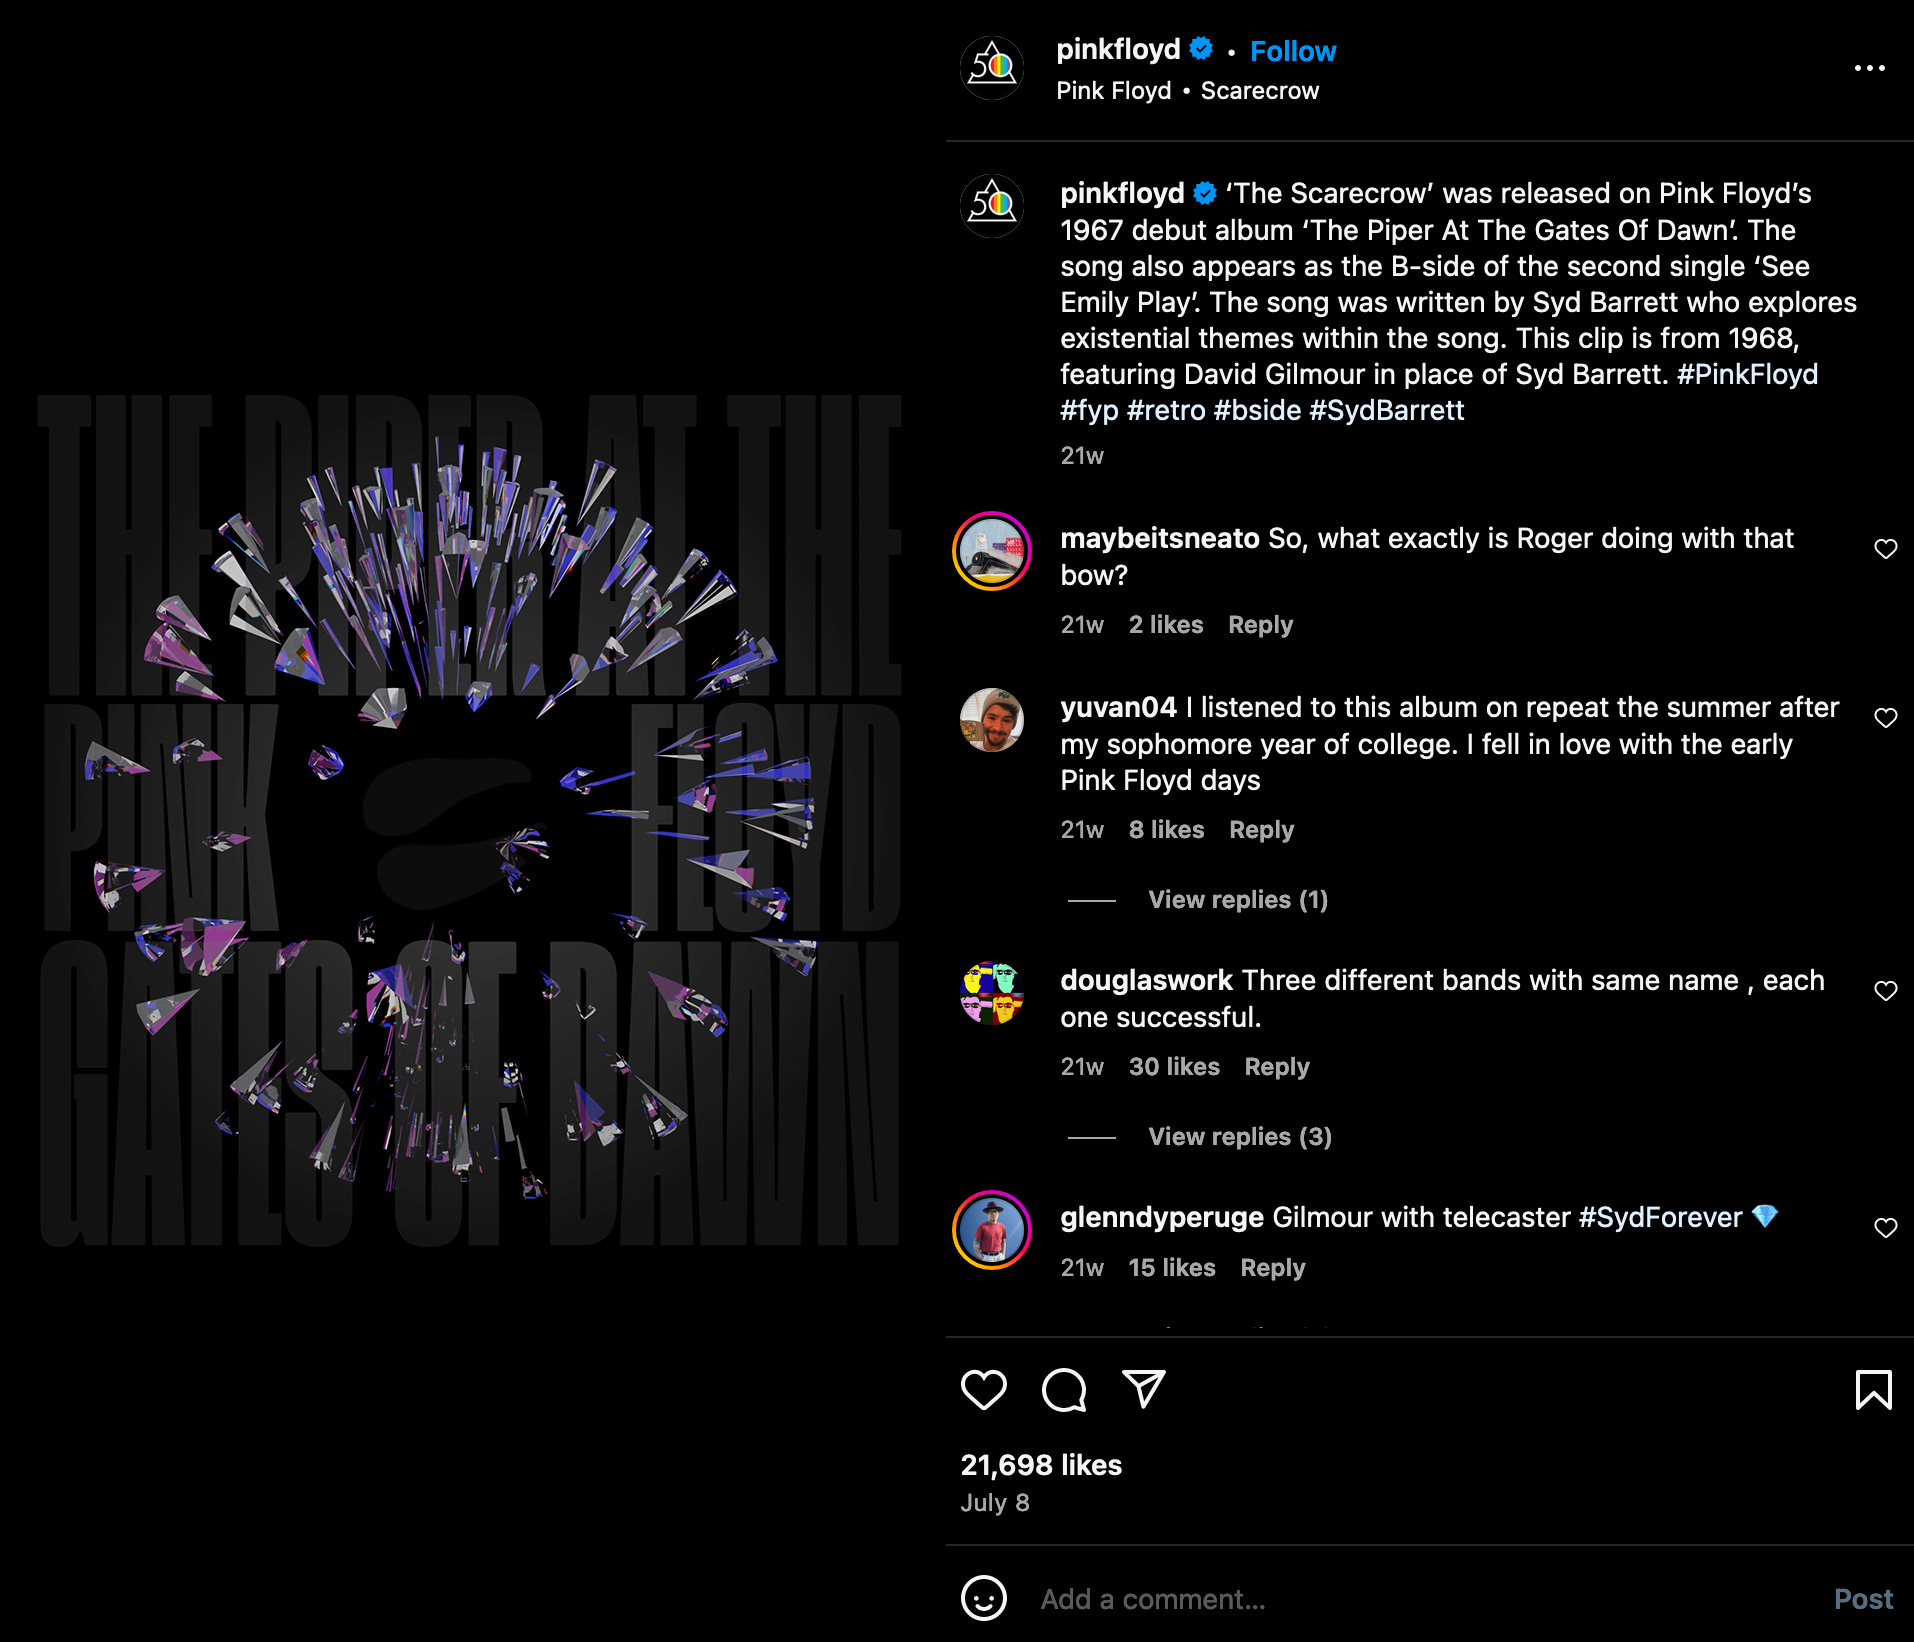 THE PIPER AT THE
PINK FLOYD
GATES OF DAWN
50
pinkfloyd • Follow
Pink Floyd • Scarecrow
50
pinkfloyd ‘The Scarecrow’ was released on Pink Floyd’s
1967 debut album ‘The Piper At The Gates Of Dawn’. The
song also appears as the B-side of the second single ‘See
Emily Play’. The song was written by Syd Barrett who explores
existential themes within the song. This clip is from 1968,
featuring David Gilmour in place of Syd Barrett. #PinkFloyd
#fyp #retro #bside #SydBarrett
21w
maybeitsneato So, what exactly is Roger doing with that
bow?
21w 2 likes Reply
yuvan04 I listened to this album on repeat the summer after
my sophomore year of college. I fell in love with the early
Pink Floyd days
21w 8 likes Reply
View replies (1)
douglaswork Three different bands with same name , each
one successful.
21w 30 likes Reply
View replies (3)
glenndyperuge Gilmour with telecaster #SydForever 💎
21w 15 likes Reply
21,698 likes
July 8
Add a comment...
Post